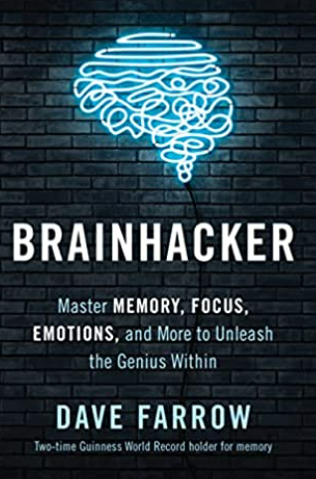 BRAINHACKER
Master MEMORY, FOCUS,
EMOTIONS, and More to Unleash
the Genius Within
DAVE FARROW
Two-time Guinness World Record holder for memory